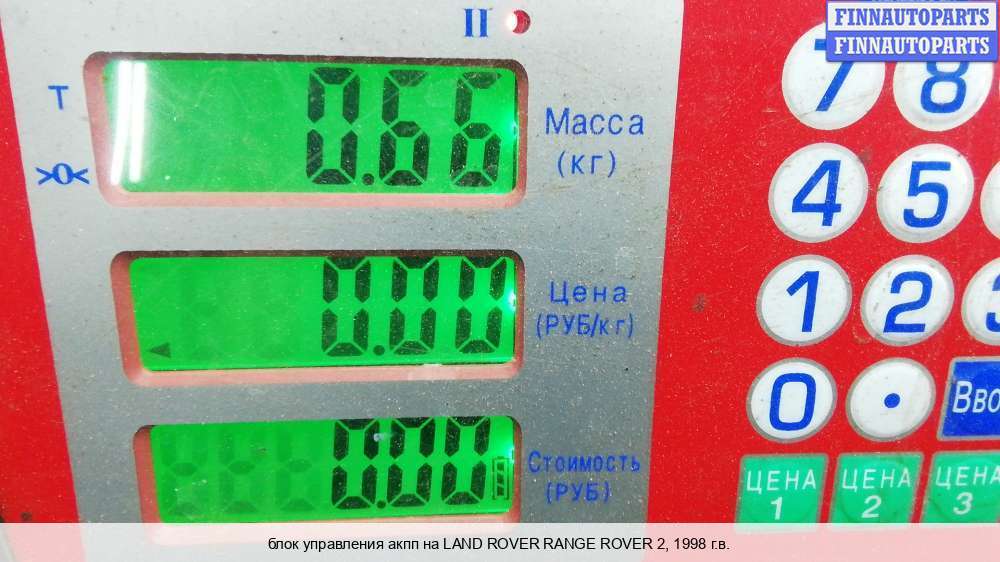 FINNAUTOPARTS
FINNAUTOPARTS
II
T
0.66
Масса
(кг)
>0<
7 8
4 5
0.00
Цена
(РУБ/кг)
1 2 3
0 .
Вво
0.00
Стоимость
(РУБ)
ЦЕНА 1
ЦЕНА 2
ЦЕНА 3
блок управления акпп на LAND ROVER RANGE ROVER 2, 1998 г.в.